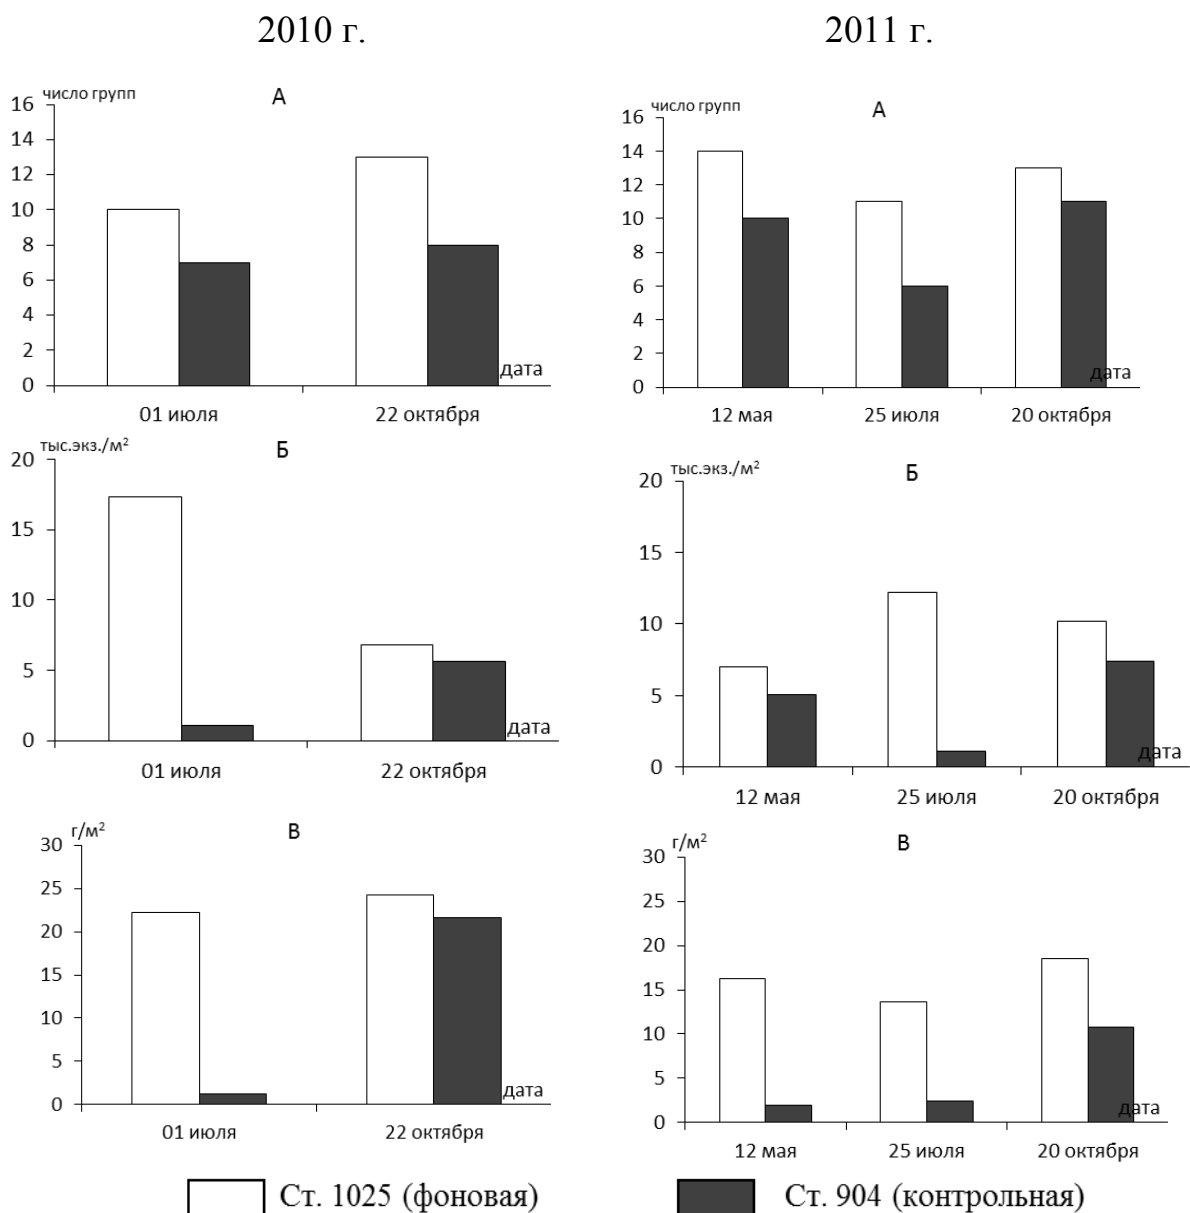 2010 г.
2011 г.
число групп
А
16
14
12
10
8
6
4
2
0
дата
01 июля
22 октября
число групп
А
16
14
12
10
8
6
4
2
0
дата
12 мая
25 июля
20 октября
тыс.экз./м²
Б
20
15
10
5
0
дата
01 июля
22 октября
тыс.экз./м²
Б
20
15
10
5
0
дата
12 мая
25 июля
20 октября
г/м²
В
30
25
20
15
10
5
0
дата
01 июля
22 октября
г/м²
В
30
25
20
15
10
5
0
дата
12 мая
25 июля
20 октября
Ст. 1025 (фоновая)
Ст. 904 (контрольная)